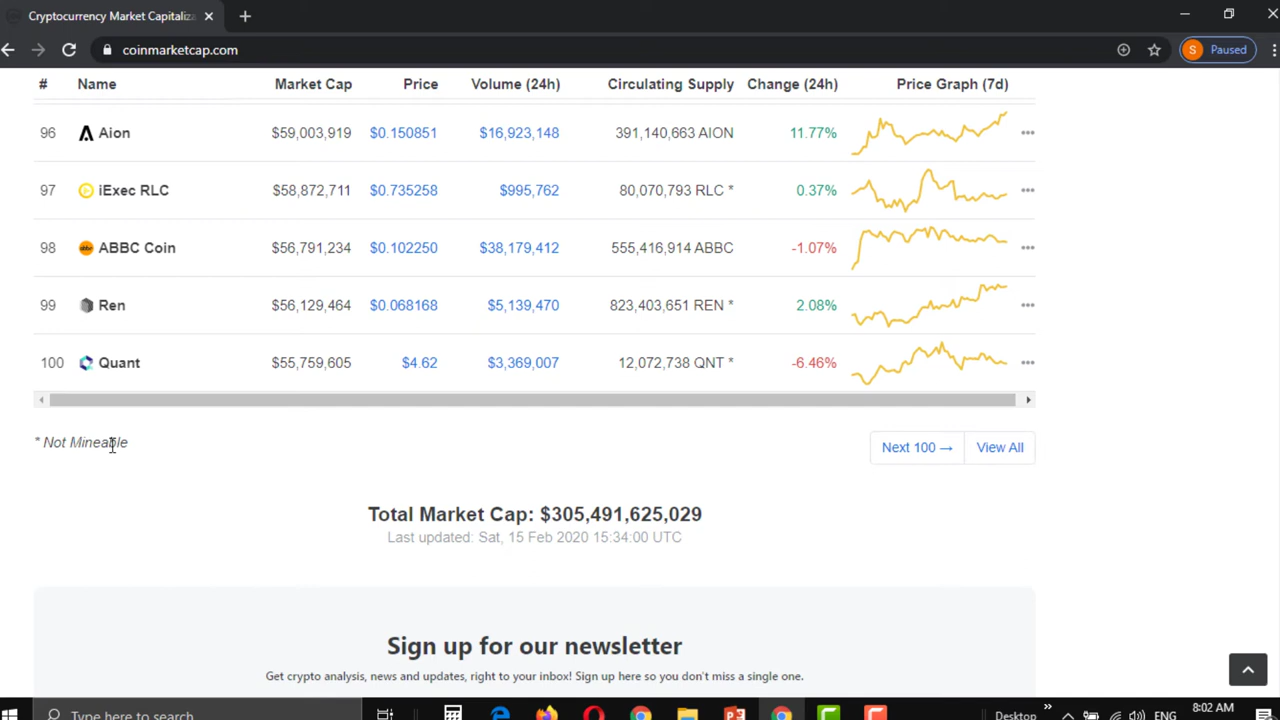 Cryptocurrency Market Capitaliza
coinmarketcap.com
S Paused
# Name Market Cap Price Volume (24h) Circulating Supply Change (24h) Price Graph (7d)
96 Aion $59,003,919 $0.150851 $16,923,148 391,140,663 AION 11.77%
97 iExec RLC $58,872,711 $0.735258 $995,762 80,070,793 RLC * 0.37%
98 ABBC Coin $56,791,234 $0.102250 $38,179,412 555,416,914 ABBC -1.07%
99 Ren $56,129,464 $0.068168 $5,139,470 823,403,651 REN * 2.08%
100 Quant $55,759,605 $4.62 $3,369,007 12,072,738 QNT * -6.46%
* Not Mineable
Next 100 → View All
Total Market Cap: $305,491,625,029
Last updated: Sat, 15 Feb 2020 15:34:00 UTC
Sign up for our newsletter
Get crypto analysis, news and updates, right to your inbox! Sign up here so you don't miss a single one.
Type here to search
Desktop
ENG
8:02 AM